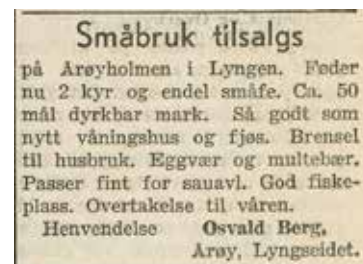 Småbruk tilsalgs
på Arøyholmen i Lyngen. Føder
nu 2 kyr og endel småfe. Ca. 50
mål dyrkbar mark. Så godt som
nytt våningshus og fjøs. Brensel
til husbruk. Eggvær og multebær.
Passer fint for sauavl. God fiske-
plass. Overtakelse til våren.
Henvendelse Osvald Berg,
Arøy, Lyngseidet.